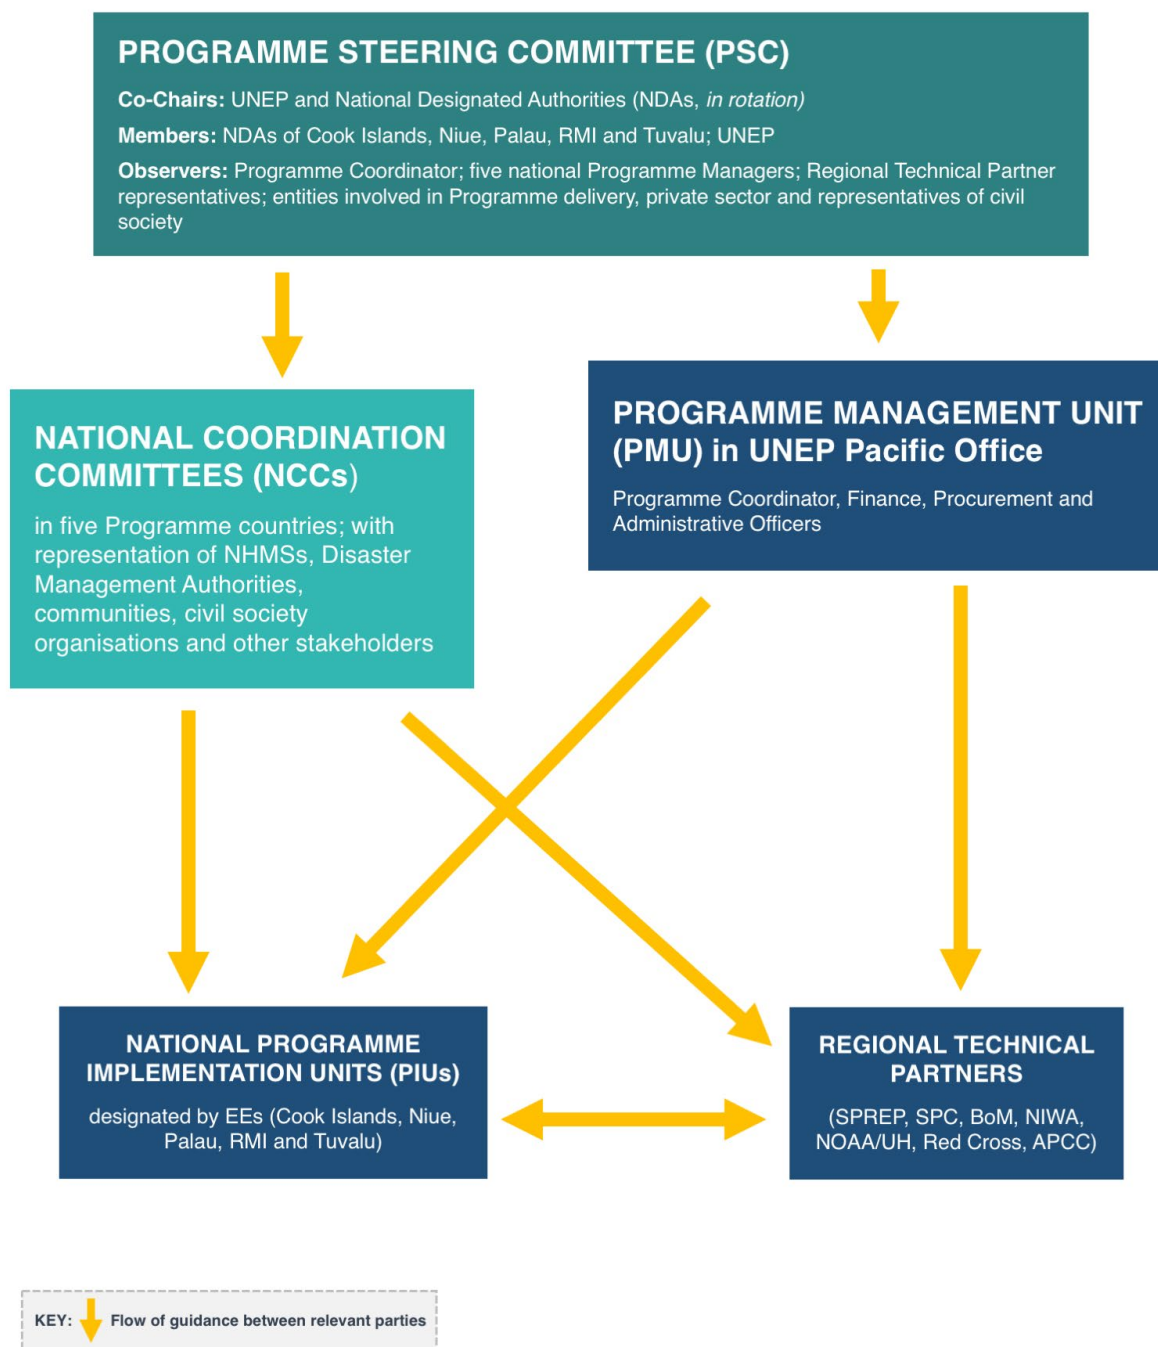 PROGRAMME STEERING COMMITTEE (PSC)
Co-Chairs: UNEP and National Designated Authorities (NDAs, in rotation)
Members: NDAs of Cook Islands, Niue, Palau, RMI and Tuvalu; UNEP
Observers: Programme Coordinator; five national Programme Managers; Regional Technical Partner
representatives; entities involved in Programme delivery, private sector and representatives of civil
society
NATIONAL COORDINATION
COMMITTEES (NCCs)
in five Programme countries; with
representation of NHMSs, Disaster
Management Authorities,
communities, civil society
organisations and other stakeholders
PROGRAMME MANAGEMENT UNIT
(PMU) in UNEP Pacific Office
Programme Coordinator, Finance, Procurement and
Administrative Officers
NATIONAL PROGRAMME
IMPLEMENTATION UNITS (PIUs)
designated by EEs (Cook Islands, Niue,
Palau, RMI and Tuvalu)
REGIONAL TECHNICAL
PARTNERS
(SPREP, SPC, BoM, NIWA,
NOAA/UH, Red Cross, APCC)
KEY: Flow of guidance between relevant parties